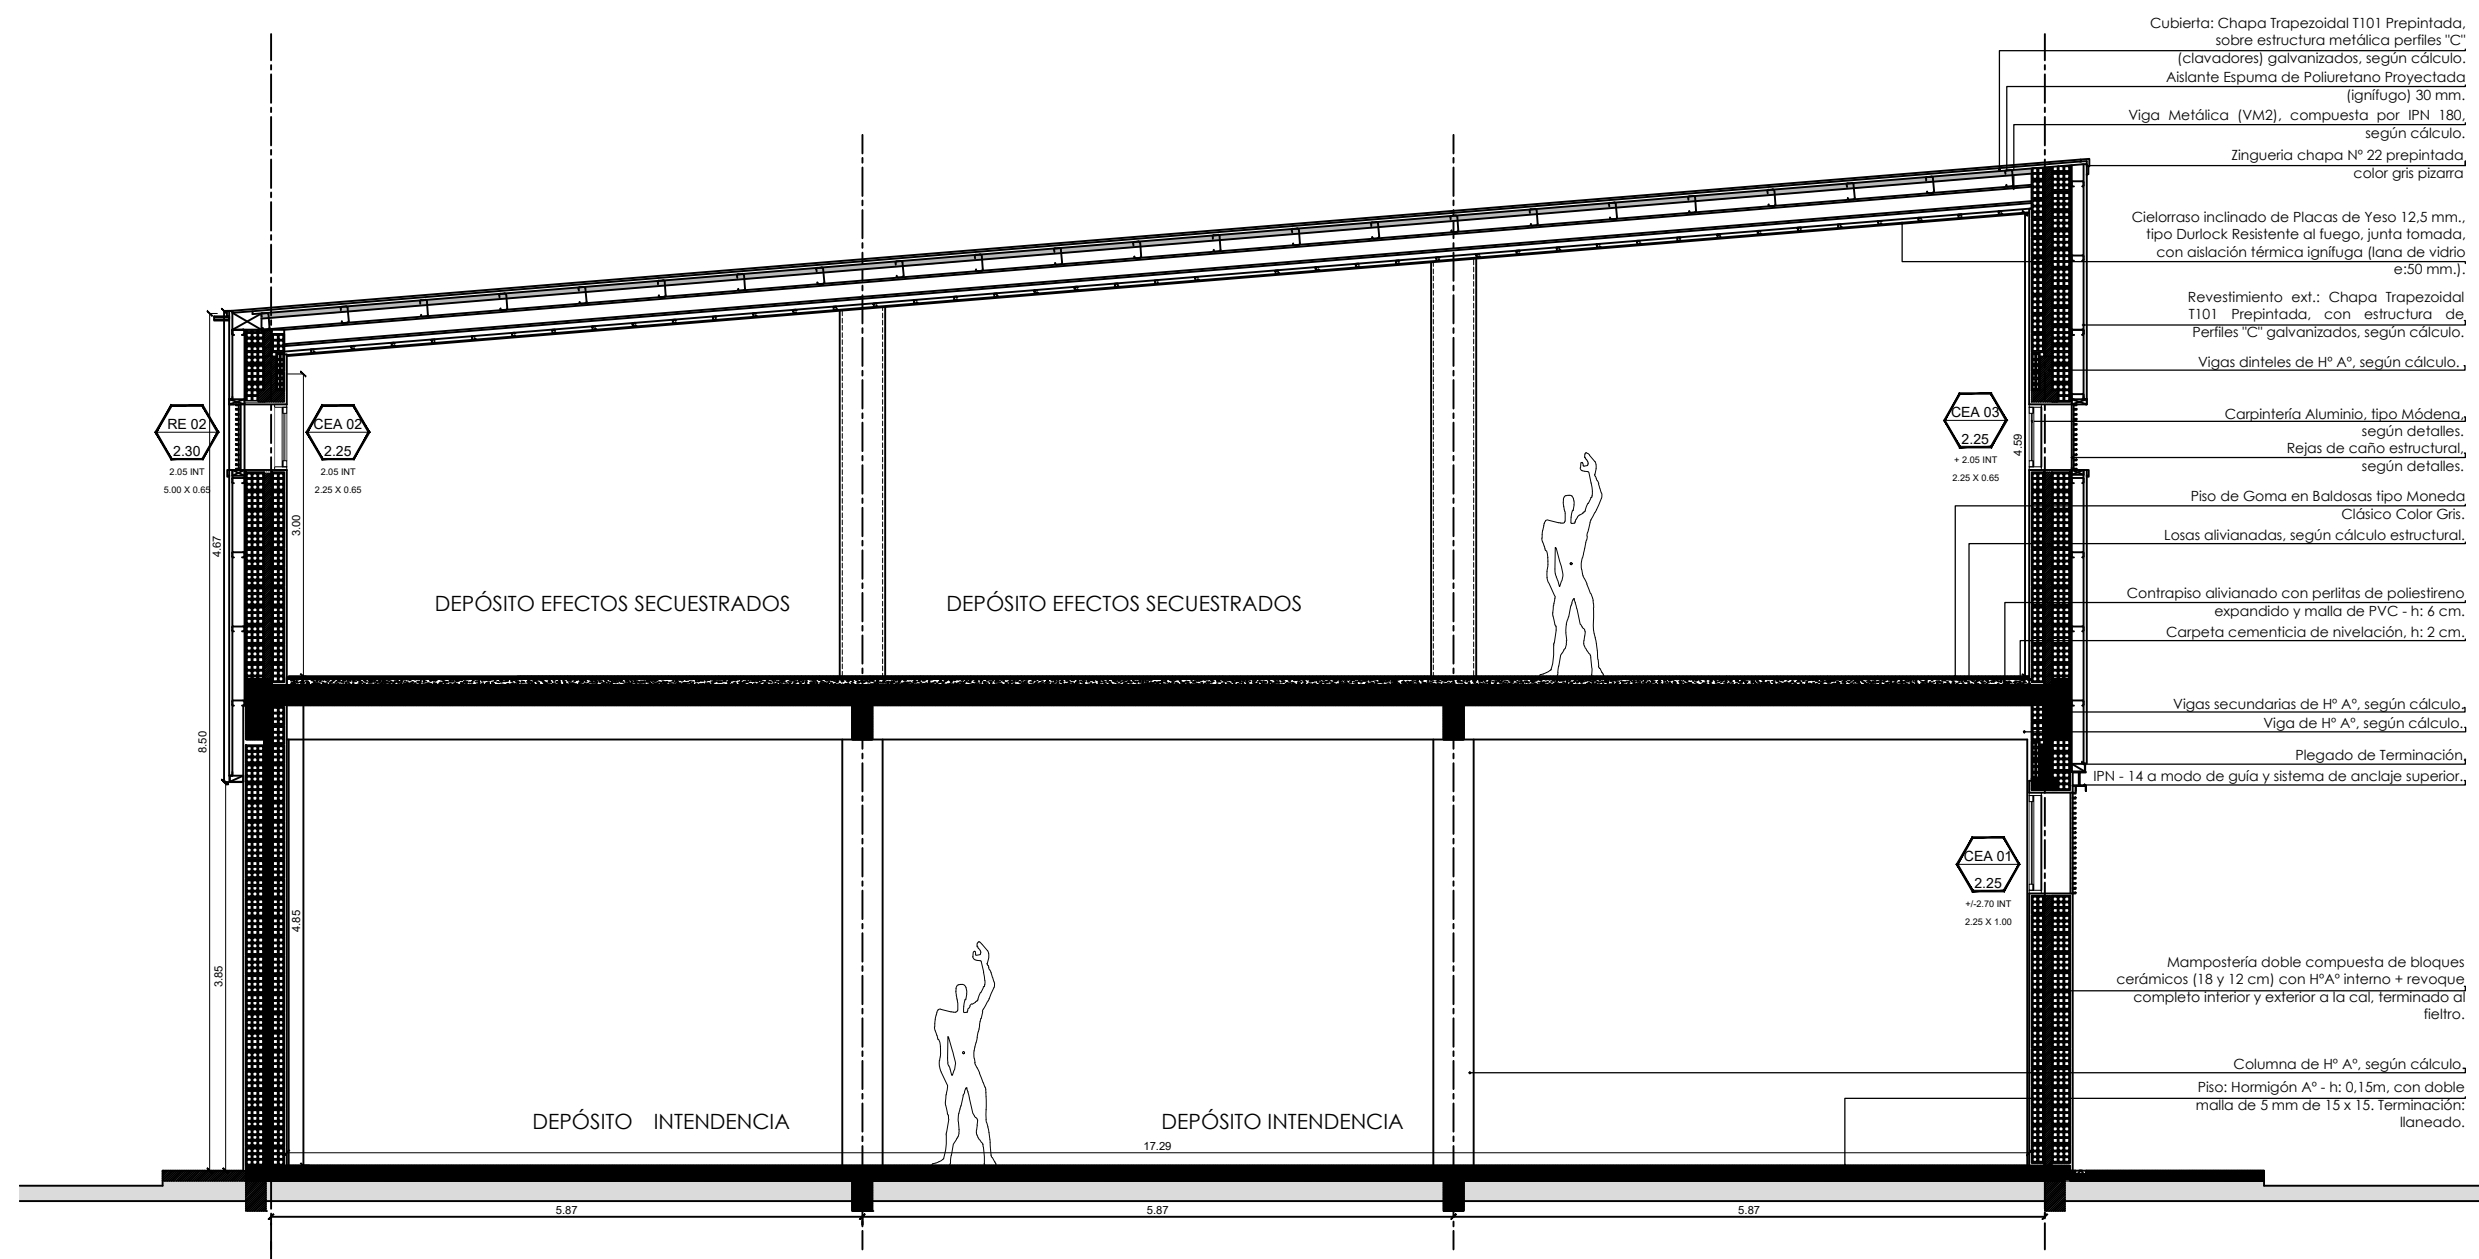 Cubierta: Chapa Trapezoidal T101 Prepintada,
sobre estructura metálica perfiles "C"
(clavadores) galvanizados, según cálculo.
Aislante Espuma de Poliuretano Proyectada
(ignífugo) 30 mm.
Viga Metálica (VM2), compuesta por IPN 180,
según cálculo.
Zingueria chapa Nº 22 prepintada
color gris pizarra
Cielorraso inclinado de Placas de Yeso 12,5 mm.,
tipo Durlock Resistente al fuego, junta tomada,
con aislación térmica ignífuga (lana de vidrio
e:50 mm.).
Revestimiento ext.: Chapa Trapezoidal
T101 Prepintada, con estructura de
Perfiles "C" galvanizados, según cálculo.
Vigas dinteles de Hº Aº, según cálculo.
Carpintería Aluminio, tipo Módena,
según detalles.
Rejas de caño estructural,
según detalles.
Piso de Goma en Baldosas tipo Moneda
Clásico Color Gris.
Losas alivianadas, según cálculo estructural.
Contrapiso alivianado con perlitas de poliestireno
expandido y malla de PVC - h: 6 cm.
Carpeta cementicia de nivelación, h: 2 cm.
Vigas secundarias de Hº Aº, según cálculo.
Viga de Hº Aº, según cálculo.
Plegado de Terminación
IPN - 14 a modo de guía y sistema de anclaje superior.
Mampostería doble compuesta de bloques
cerámicos (18 y 12 cm) con HºAº interno + revoque
completo interior y exterior a la cal, terminado al
fieltro.
Columna de Hº Aº, según cálculo.
Piso: Hormigón Aº - h: 0,15m, con doble
malla de 5 mm de 15 x 15. Terminación:
llaneado.
RE 02
2.30
2.05 INT
5.00 X 0.65
CEA 02
2.25
2.05 INT
2.25 X 0.65
CEA 03
2.25
+ 2.05 INT
2.25 X 0.65
4.59
3.00
4.67
8.50
DEPÓSITO EFECTOS SECUESTRADOS
DEPÓSITO EFECTOS SECUESTRADOS
CEA 01
2.25
+/-2.70 INT
2.25 X 1.00
4.85
3.85
DEPÓSITO INTENDENCIA
DEPÓSITO INTENDENCIA
17.29
5.87
5.87
5.87